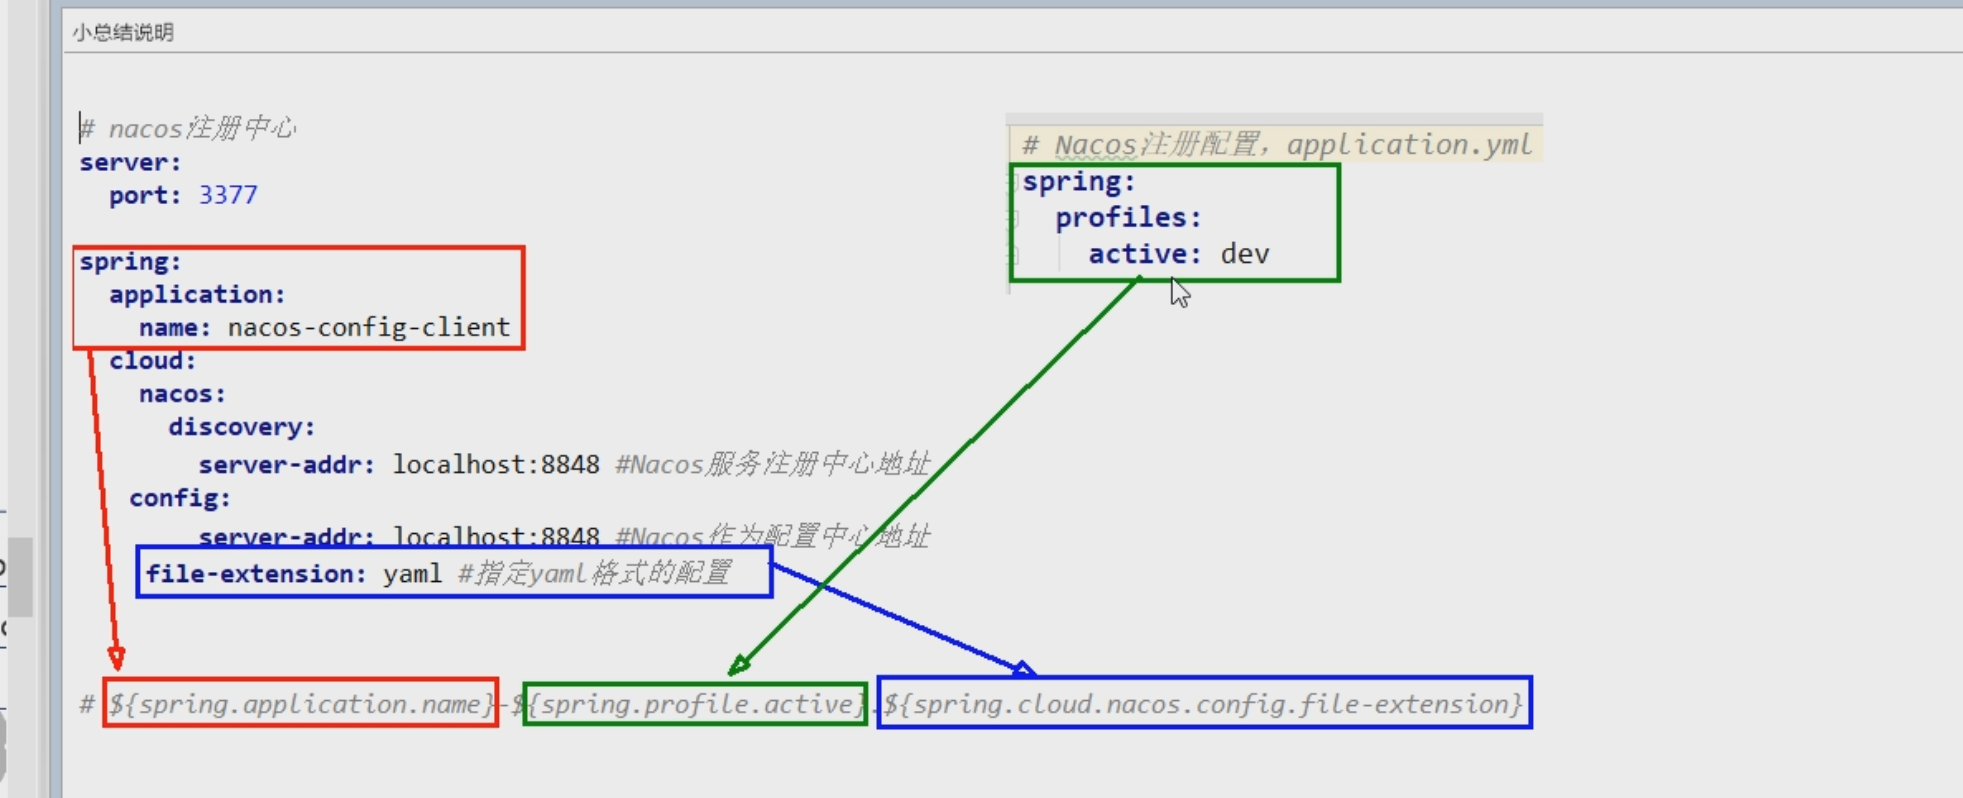 小总结说明
# nacos注册中心
server:
  port: 3377
spring:
  application:
    name: nacos-config-client
  cloud:
    nacos:
      discovery:
        server-addr: localhost:8848 #Nacos服务注册中心地址
      config:
        server-addr: localhost:8848 #Nacos作为配置中心地址
        file-extension: yaml #指定yaml格式的配置
# Nacos注册配置，application.yml
spring:
  profiles:
    active: dev
# ${spring.application.name}-${spring.profile.active}.${spring.cloud.nacos.config.file-extension}